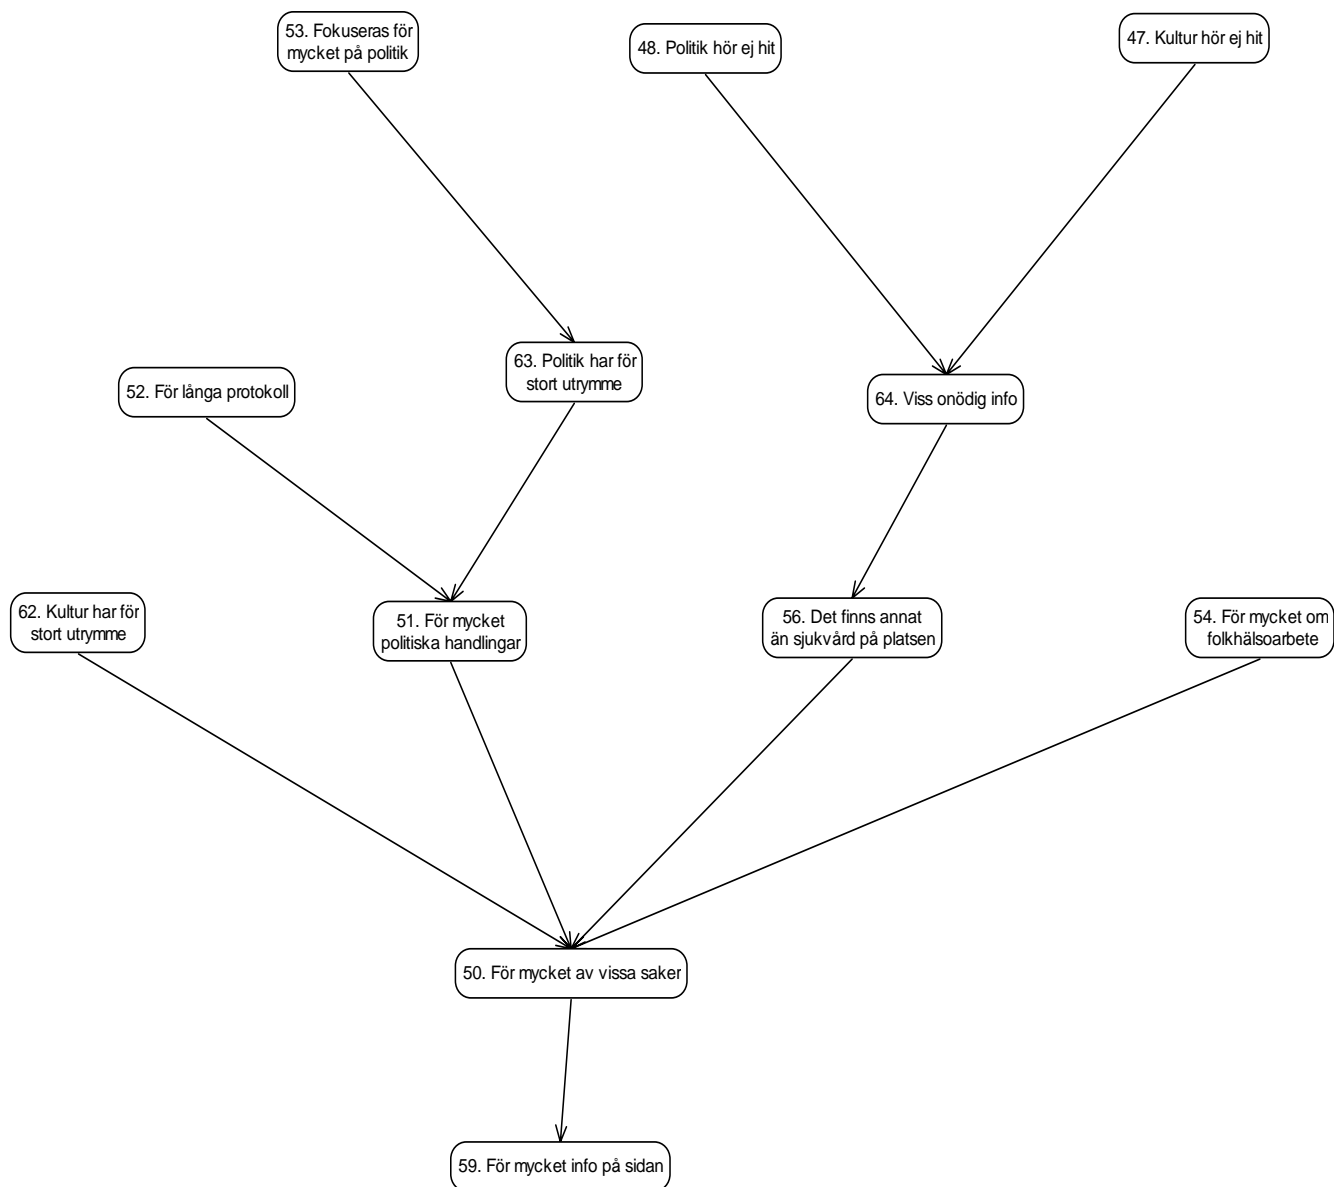 53. Fokuseras för
mycket på politik
48. Politik hör ej hit
47. Kultur hör ej hit
63. Politik har för
stort utrymme
52. För långa protokoll
64. Viss onödig info
62. Kultur har för
stort utrymme
51. För mycket
politiska handlingar
56. Det finns annat
än sjukvård på platsen
54. För mycket om
folkhälsoarbete
50. För mycket av vissa saker
59. För mycket info på sidan